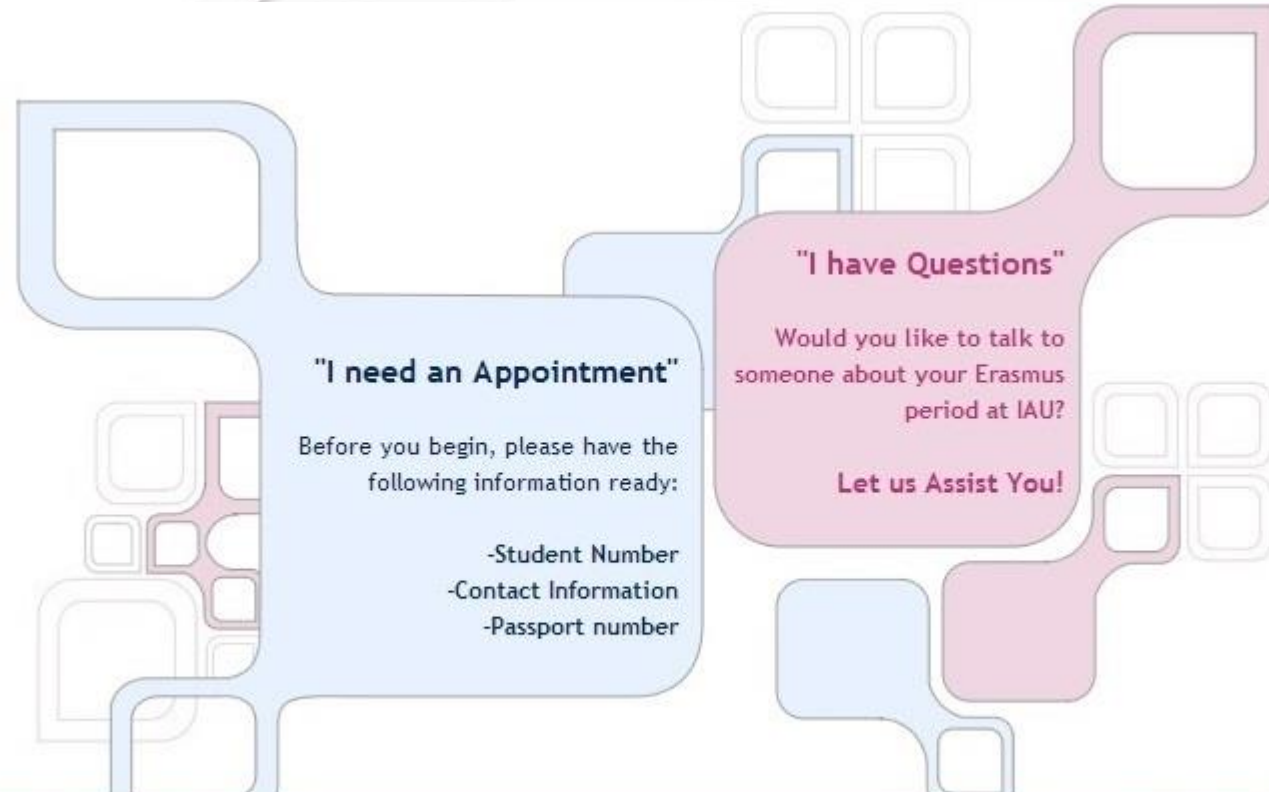 "I need an Appointment"
Before you begin, please have the
following information ready:
-Student Number
-Contact Information
-Passport number
"I have Questions"
Would you like to talk to
someone about your Erasmus
period at IAU?
Let us Assist You!